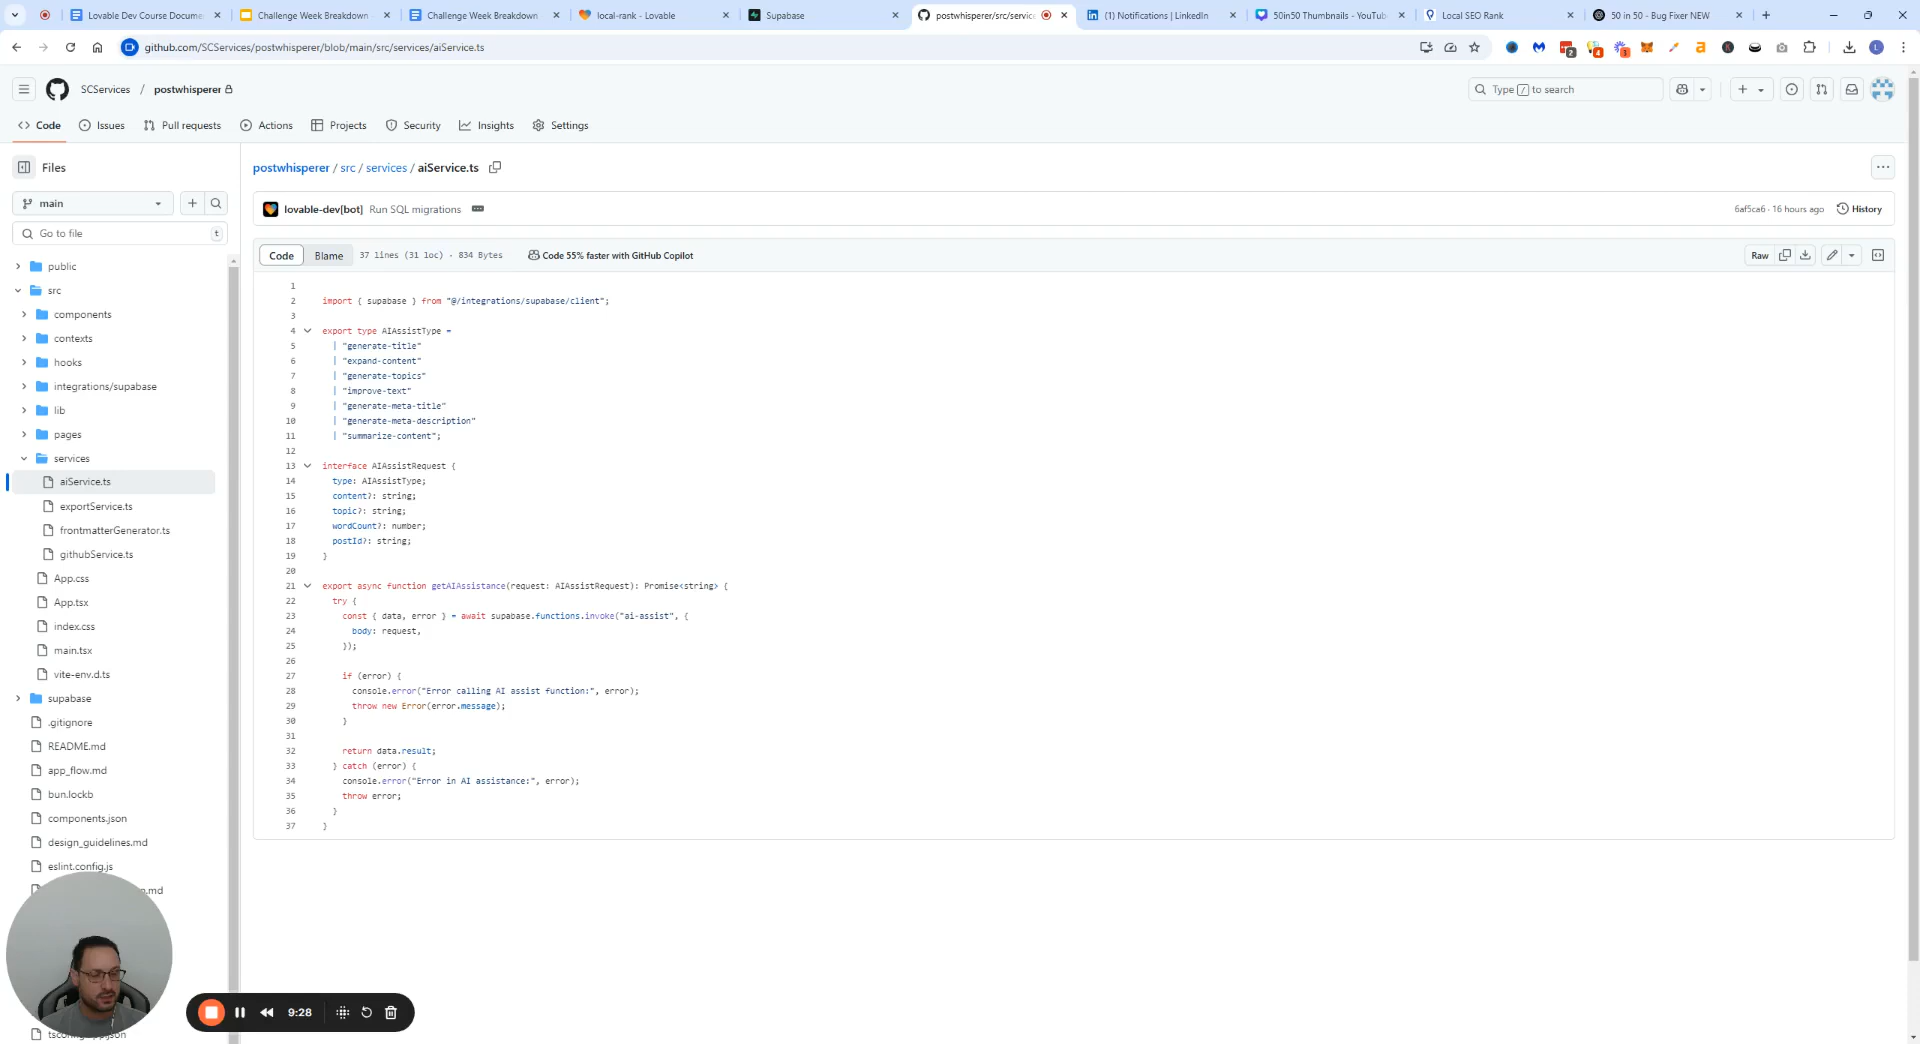 Lovable Dev Course Docume
Challenge Week Breakdown
Challenge Week Breakdown
local-rank - Lovable
Supabase
postwhisperer/src/servic
(1) Notifications | LinkedIn
50in50 Thumbnails - YouTub
Local SEO Rank
50 in 50 - Bug Fixer NEW
github.com/SCServices/postwhisperer/blob/main/src/services/aiService.ts
2
4
3
L
SCServices / postwhisperer
Type / to search
Code
Issues
Pull requests
Actions
Projects
Security
Insights
Settings
Files
main
Go to file
t
public
src
components
contexts
hooks
integrations/supabase
lib
pages
services
aiService.ts
exportService.ts
frontmatterGenerator.ts
githubService.ts
App.css
App.tsx
index.css
main.tsx
vite-env.d.ts
supabase
.gitignore
README.md
app_flow.md
bun.lockb
components.json
design_guidelines.md
eslint.config.js
.md
postwhisperer / src / services / aiService.ts
lovable-dev[bot] Run SQL migrations
6af5ca6 · 16 hours ago
History
Code
Blame
37 lines (31 loc) · 834 Bytes
Code 55% faster with GitHub Copilot
Raw
1
2 import { supabase } from "@/integrations/supabase/client";
3
4 export type AIAssistType =
5 | "generate-title"
6 | "expand-content"
7 | "generate-topics"
8 | "improve-text"
9 | "generate-meta-title"
10 | "generate-meta-description"
11 | "summarize-content";
12
13 interface AIAssistRequest {
14 type: AIAssistType;
15 content?: string;
16 topic?: string;
17 wordCount?: number;
18 postId?: string;
19 }
20
21 export async function getAIAssistance(request: AIAssistRequest): Promise<string> {
22 try {
23 const { data, error } = await supabase.functions.invoke("ai-assist", {
24 body: request,
25 });
26
27 if (error) {
28 console.error("Error calling AI assist function:", error);
29 throw new Error(error.message);
30 }
31
32 return data.result;
33 } catch (error) {
34 console.error("Error in AI assistance:", error);
35 throw error;
36 }
37 }
9:28